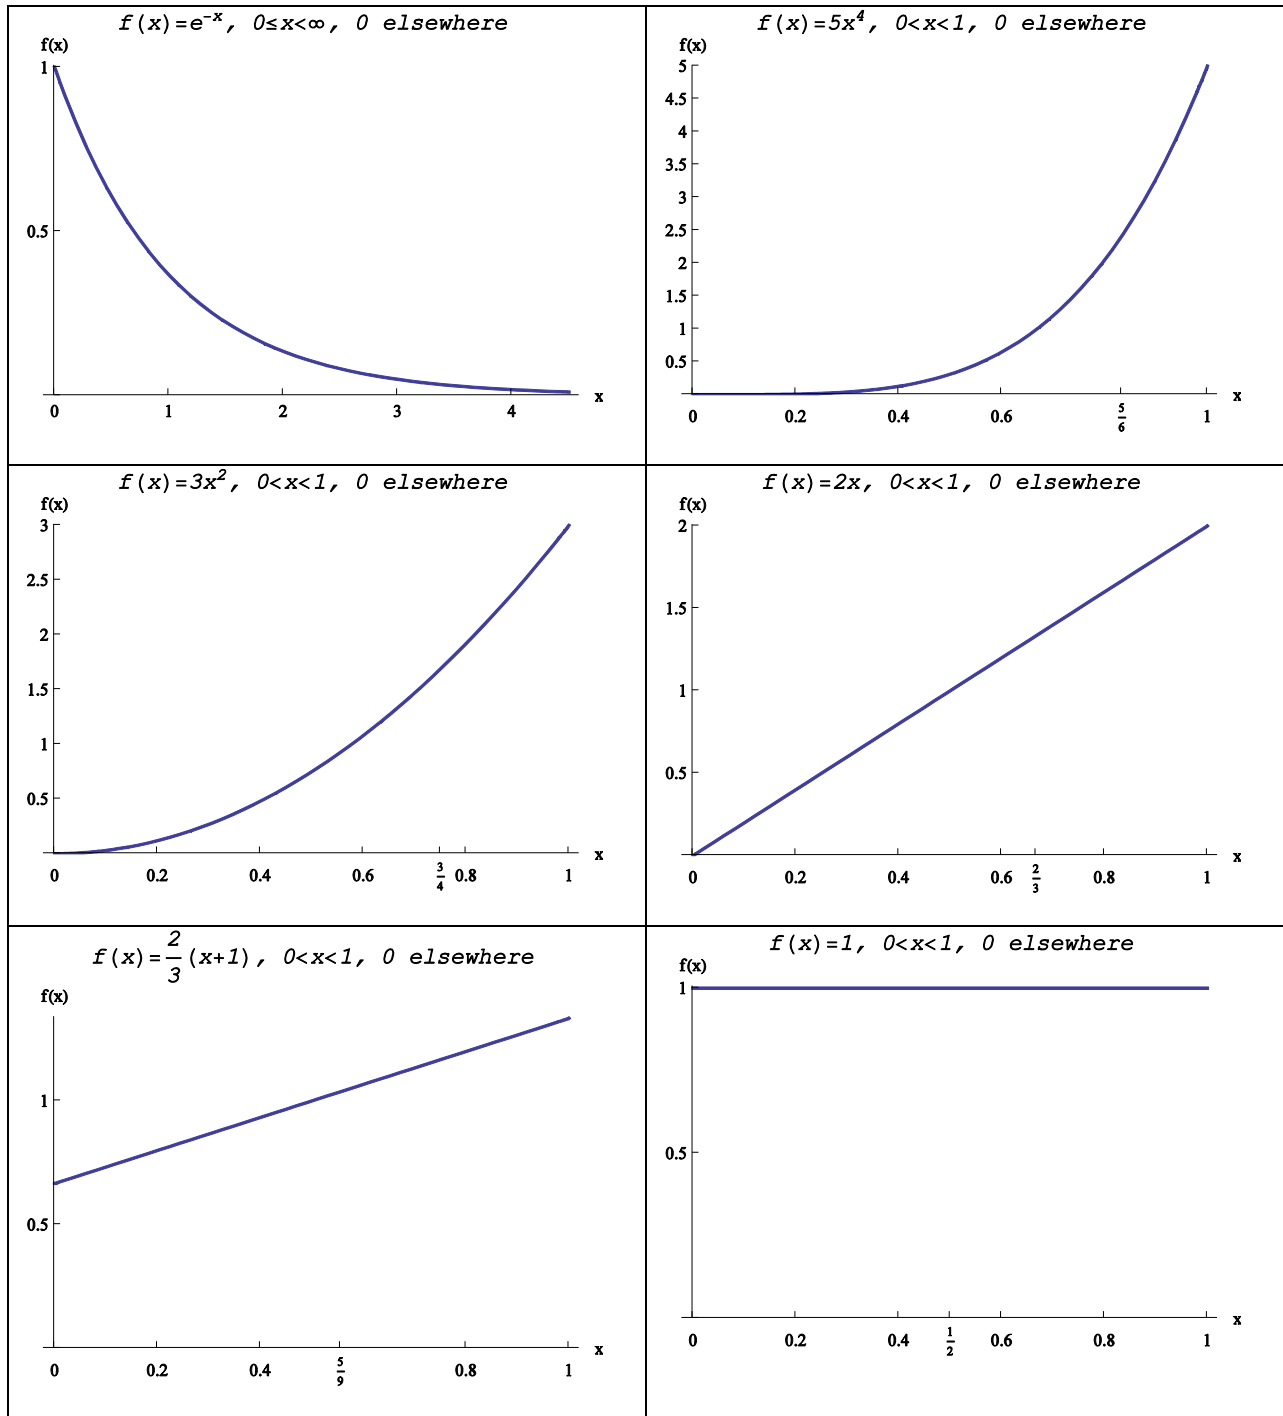 f(x)=e^-x, 0≤x<∞, 0 elsewhere
f(x)
1
0.5
0 1 2 3 4 x
f(x)=5x^4, 0<x<1, 0 elsewhere
f(x)
5
4.5
4
3.5
3
2.5
2
1.5
1
0.5
0 0.2 0.4 0.6 5/6 1 x
f(x)=3x^2, 0<x<1, 0 elsewhere
f(x)
3
2.5
2
1.5
1
0.5
0 0.2 0.4 0.6 3/4 0.8 1 x
f(x)=2x, 0<x<1, 0 elsewhere
f(x)
2
1.5
1
0.5
0 0.2 0.4 0.6 2/3 0.8 1 x
f(x)=2/3(x+1), 0<x<1, 0 elsewhere
f(x)
1
0.5
0 0.2 0.4 5/9 0.8 1 x
f(x)=1, 0<x<1, 0 elsewhere
f(x)
1
0.5
0 0.2 0.4 1/2 0.6 0.8 1 x